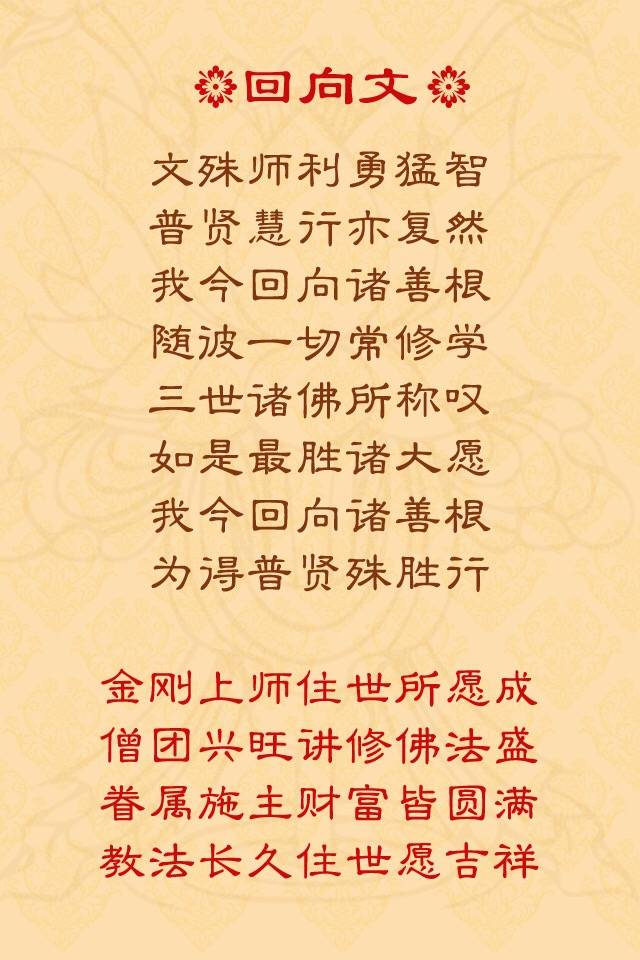 回向文
文殊师利勇猛智
普贤慧行亦复然
我今回向诸善根
随彼一切常修学
三世诸佛所称叹
如是最胜诸大愿
我今回向诸善根
为得普贤殊胜行
金刚上师住世所愿成
僧团兴旺讲修佛法盛
眷属施主财富皆圆满
教法长久住世愿吉祥